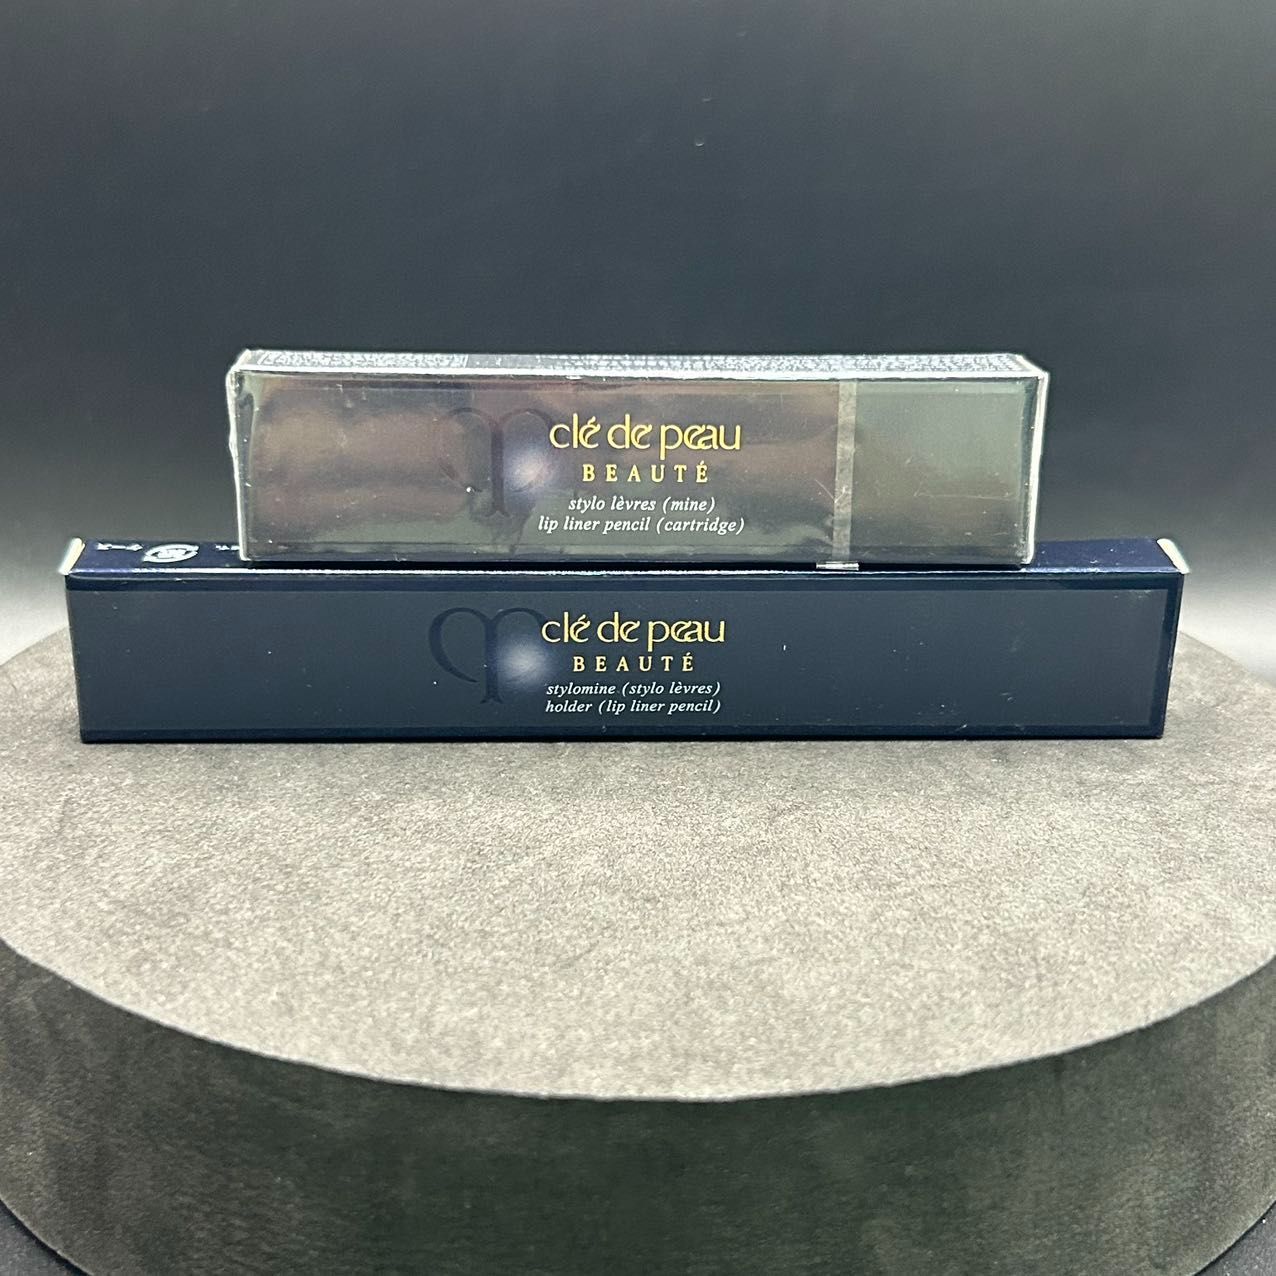 clé de peau
BEAUTÉ
stylo lèvres (mine)
lip liner pencil (cartridge)
clé de peau
BEAUTÉ
stylomine (stylo lèvres)
holder (lip liner pencil)